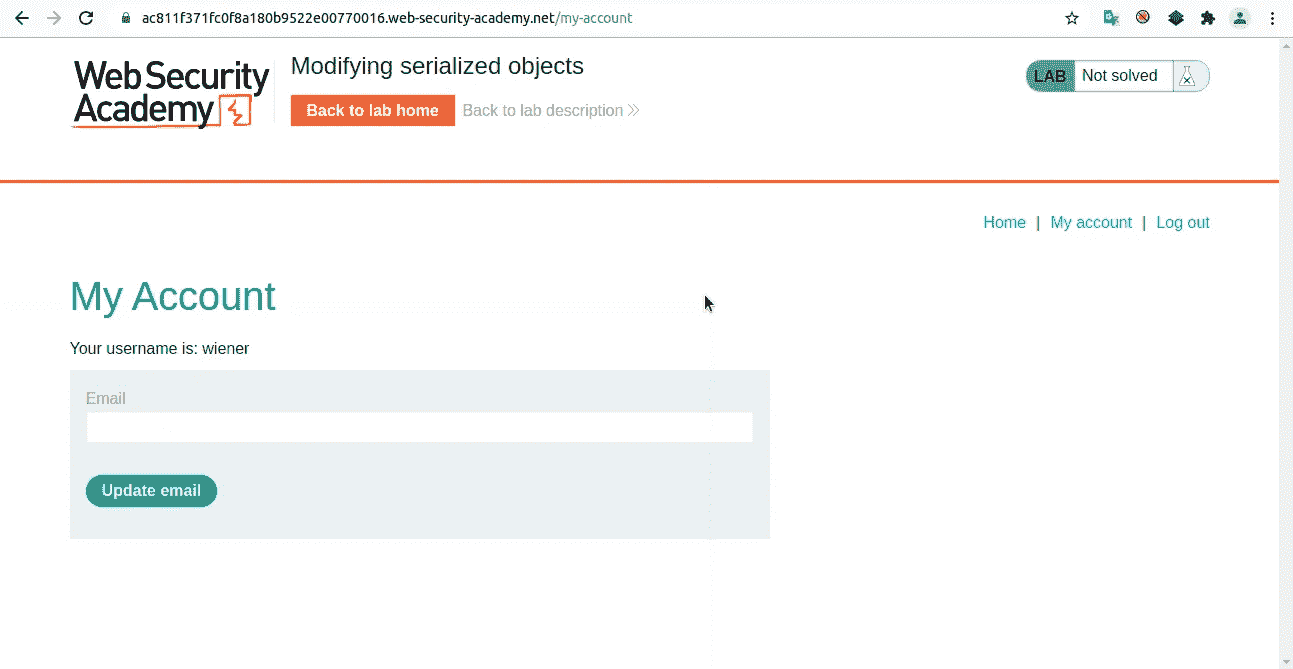 ac811f371fc0f8a180b9522e00770016.web-security-academy.net/my-account
Web Security
Academy
Modifying serialized objects
Back to lab home
Back to lab description
LAB
Not solved
Home | My account | Log out
My Account
Your username is: wiener
Email
Update email